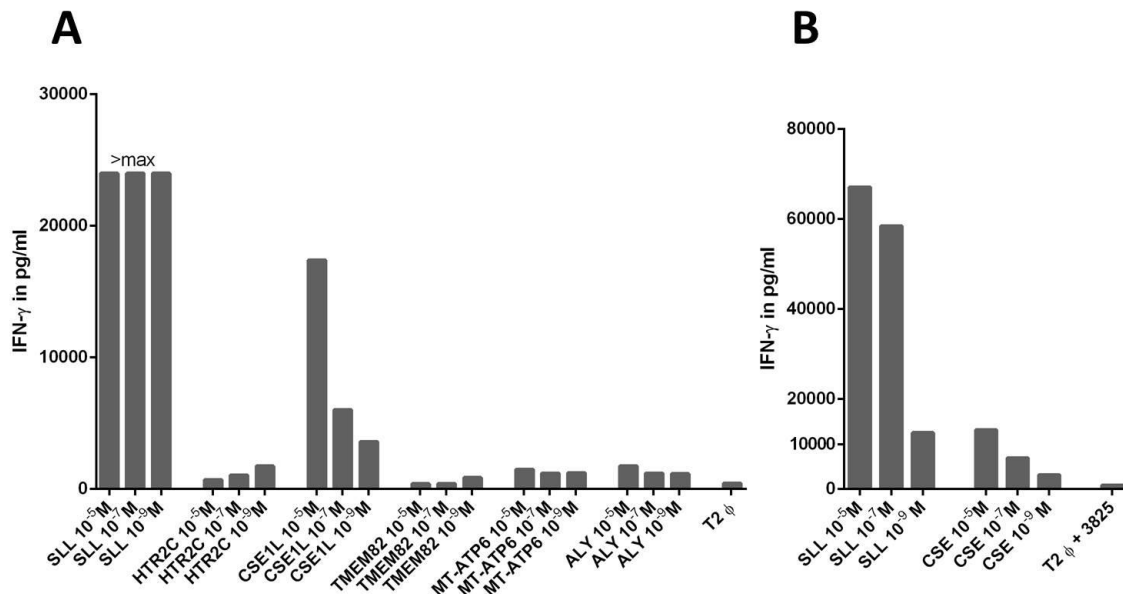 A
IFN-γ in pg/ml
30000
20000
10000
0
>max
SLL 10⁻⁵M
SLL 10⁻⁷M
SLL 10⁻⁹M
HTR2C 10⁻⁵M
HTR2C 10⁻⁷M
HTR2C 10⁻⁹M
CSE1L 10⁻⁵M
CSE1L 10⁻⁷M
CSE1L 10⁻⁹M
TMEM82 10⁻⁵M
TMEM82 10⁻⁷M
TMEM82 10⁻⁹M
MT-ATP6 10⁻⁵M
MT-ATP6 10⁻⁷M
MT-ATP6 10⁻⁹M
ALY 10⁻⁵M
ALY 10⁻⁷M
ALY 10⁻⁹M
T2 ϕ
B
IFN-γ in pg/ml
80000
60000
40000
20000
10000
0
SLL 10⁻⁵M
SLL 10⁻⁷M
SLL 10⁻⁹ M
CSE 10⁻⁵M
CSE 10⁻⁷M
CSE 10⁻⁹ M
T2 ϕ + 3825